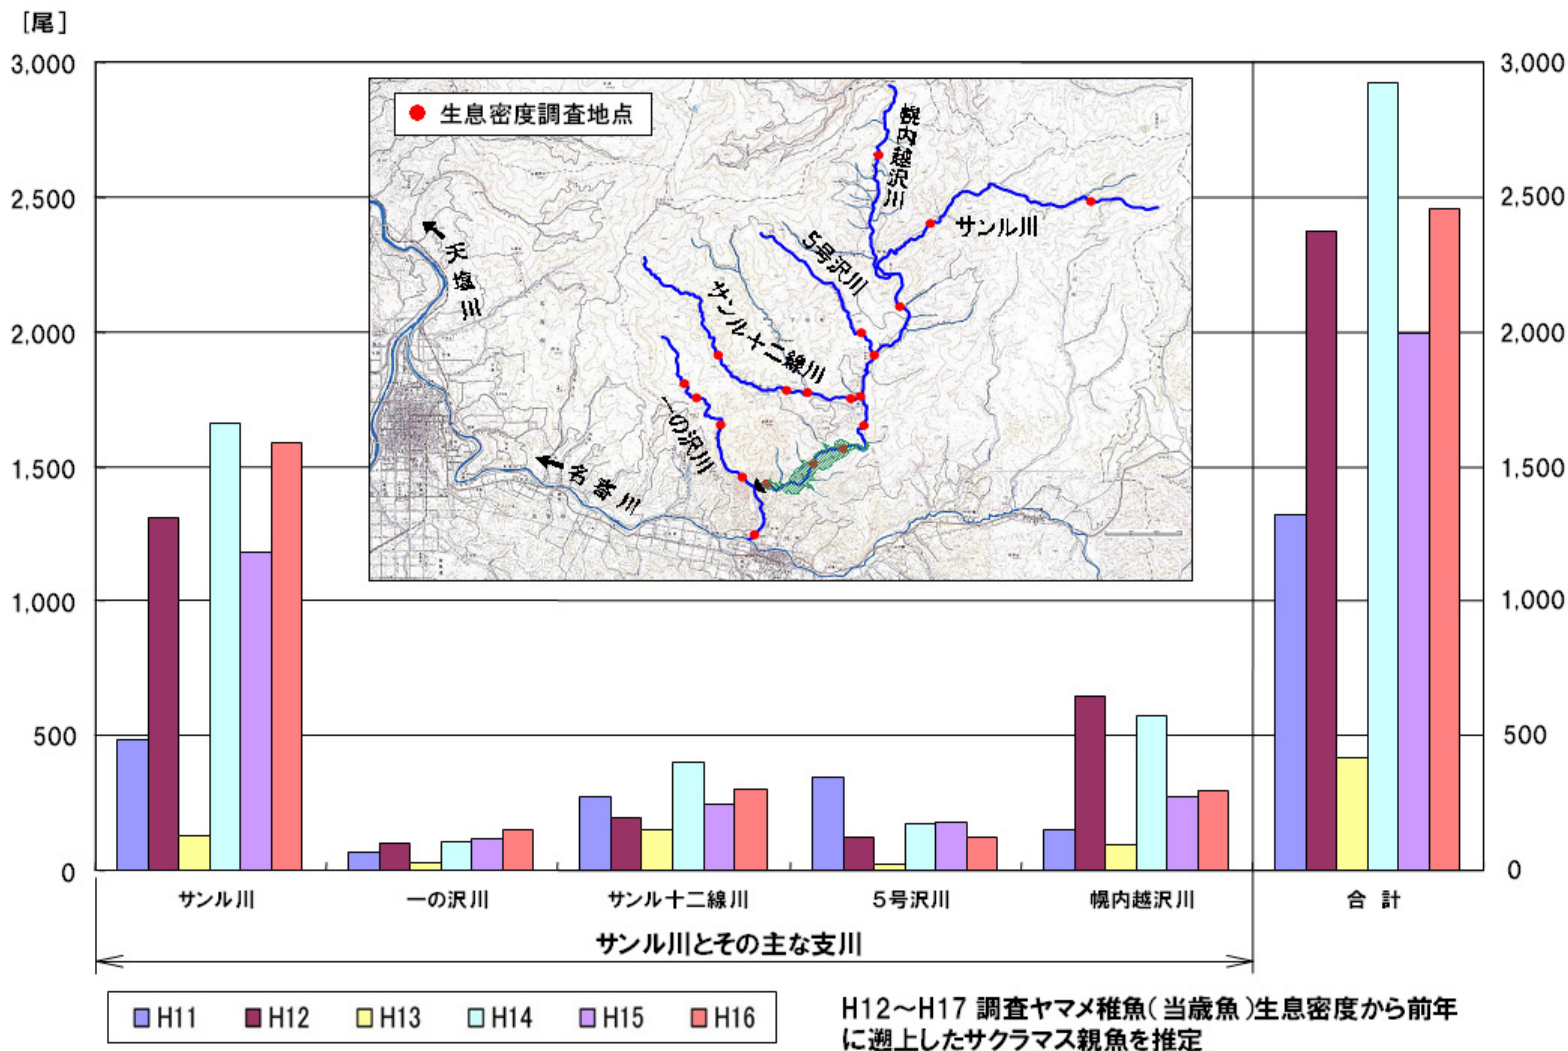 [尾]
3,000
2,500
2,000
1,500
1,000
500
0
3,000
2,500
2,000
1,500
1,000
500
0
生息密度調査地点
幌内越沢川
サンル川
5号沢川
天塩川
サンル十二線川
一の沢川
名寄川
サンル川
一の沢川
サンル十二線川
5号沢川
幌内越沢川
合 計
サンル川とその主な支川
H11 H12 H13 H14 H15 H16
H12～H17 調査ヤマメ稚魚(当歳魚)生息密度から前年
に遡上したサクラマス親魚を推定